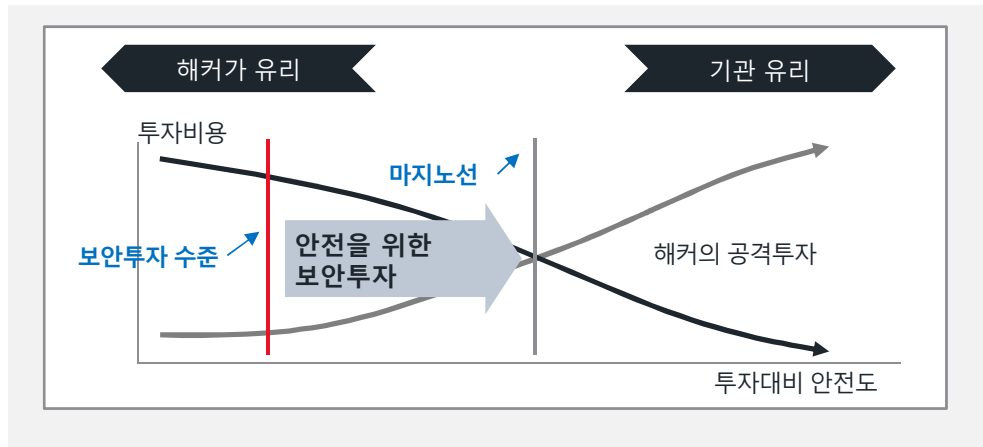 해커가 유리
기관 유리
투자비용
마지노선
보안투자 수준
안전을 위한
보안투자
해커의 공격투자
투자대비 안전도